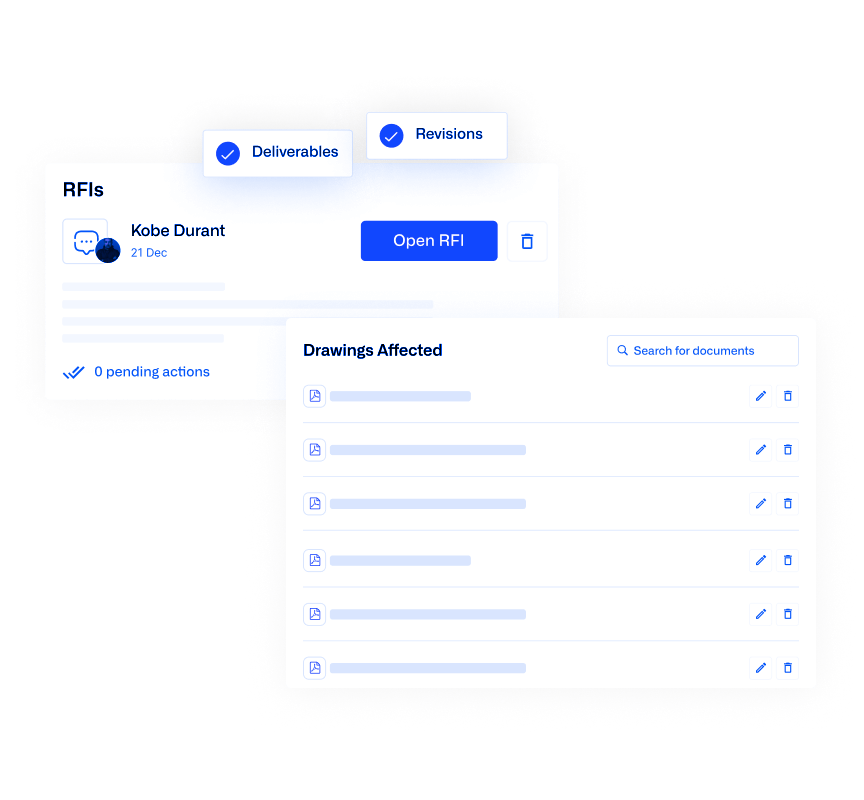 Revisions
Deliverables
RFIs
Kobe Durant
21 Dec
Open RFI
0 pending actions
Drawings Affected
Search for documents